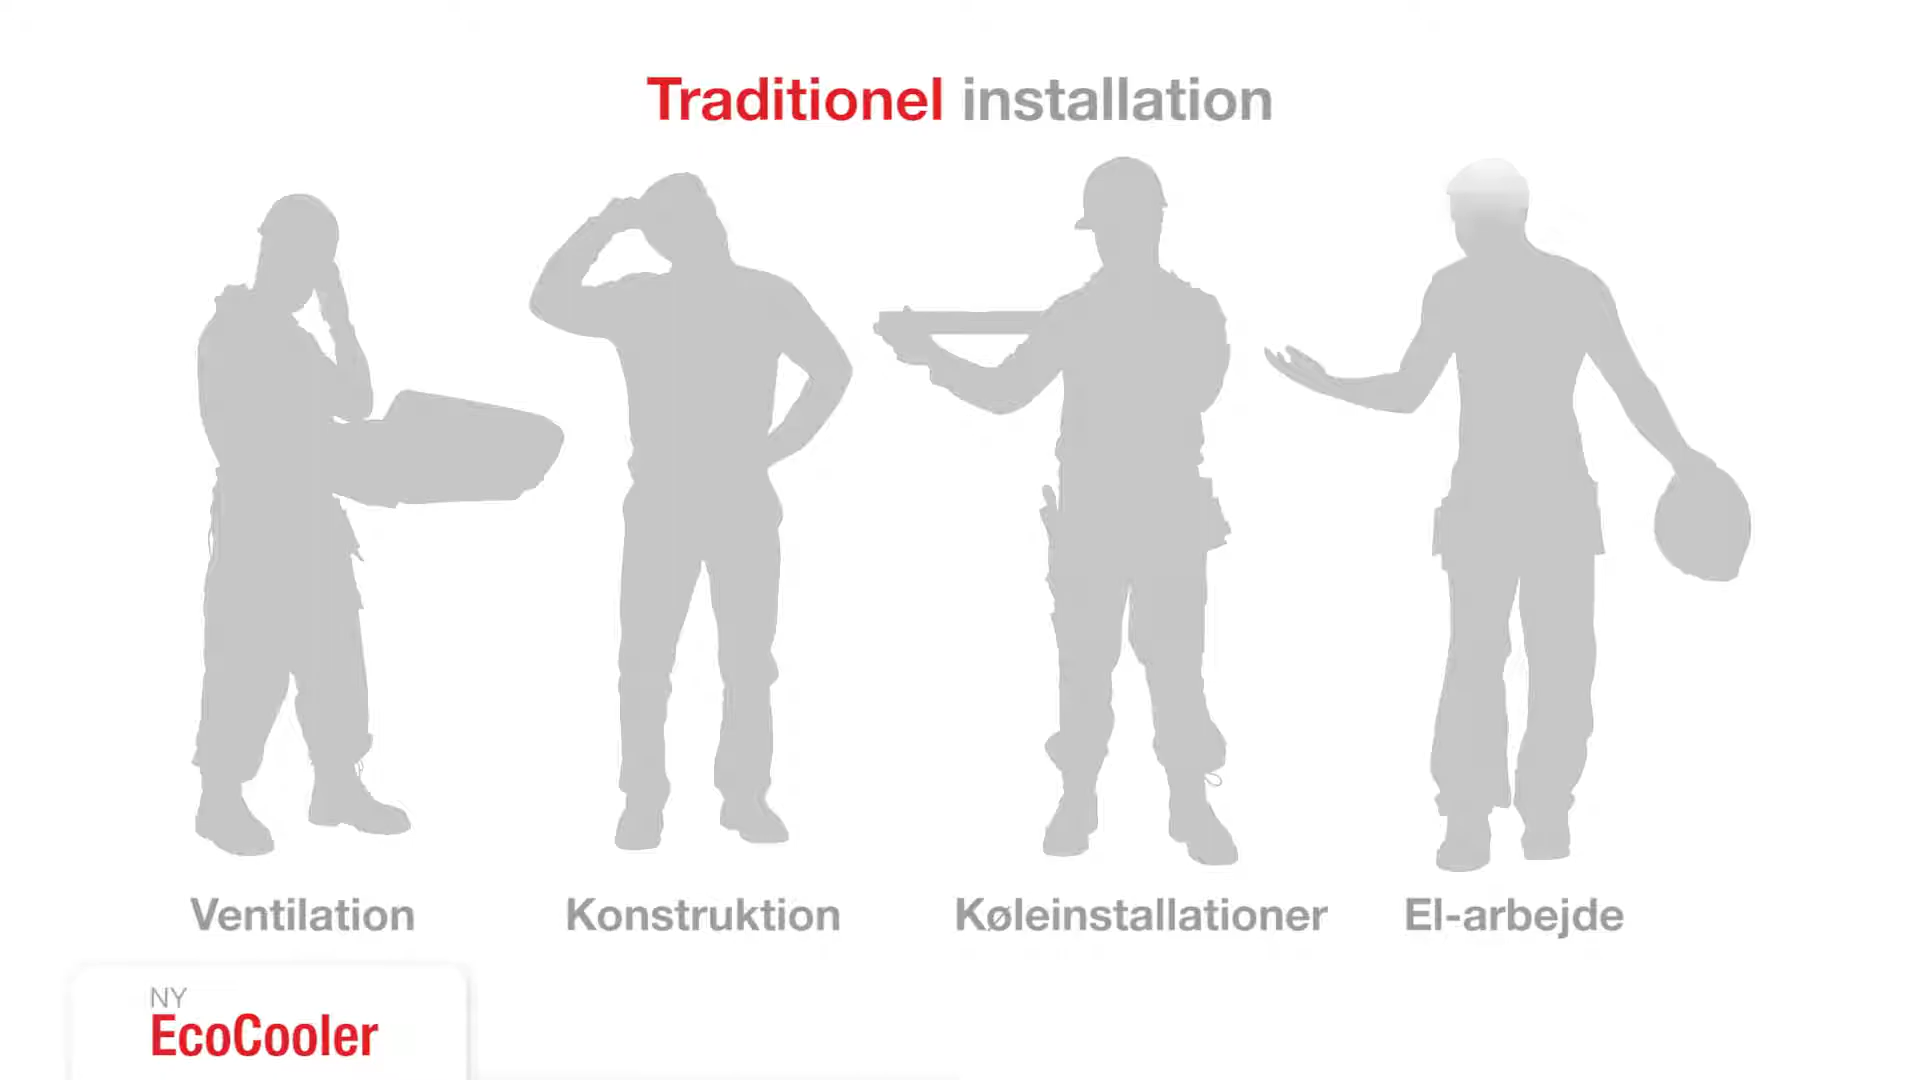 Traditionel installation
Ventilation
Konstruktion
Køleinstallationer
El-arbejde
NY
EcoCooler